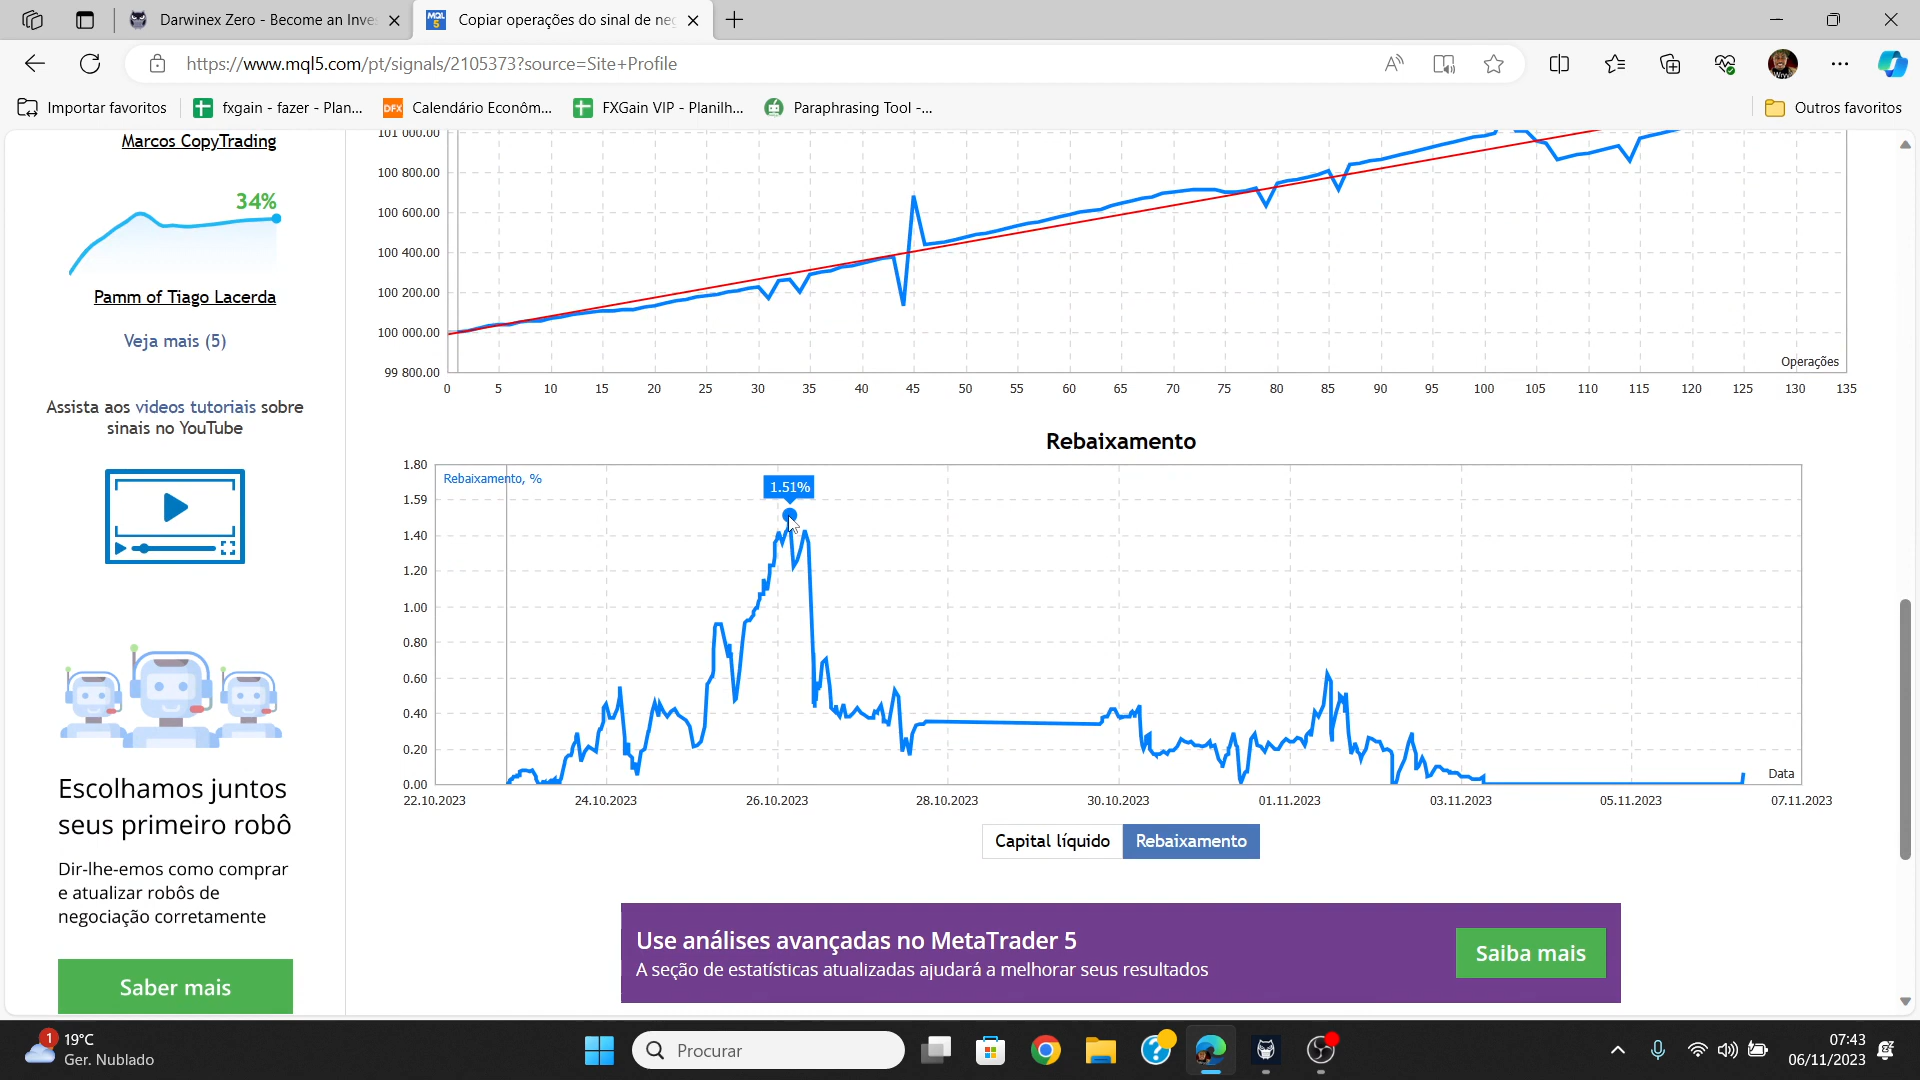 Darwinex Zero - Become an Inve
Copiar operações do sinal de neg
https://www.mql5.com/pt/signals/2105373?source=Site+Profile
Importar favoritos
fxgain - fazer - Plan...
DFX
Calendário Econôm...
FXGain VIP - Planilh...
Paraphrasing Tool -...
Outros favoritos
Marcos CopyTrading
34%
Pamm of Tiago Lacerda
Veja mais (5)
Assista aos videos tutoriais sobre
sinais no YouTube
Escolhamos juntos
seus primeiro robô
Dir-lhe-emos como comprar
e atualizar robôs de
negociação corretamente
Saber mais
101 000.00
100 800.00
100 600.00
100 400.00
100 200.00
100 000.00
99 800.00
Operações
0 5 10 15 20 25 30 35 40 45 50 55 60 65 70 75 80 85 90 95 100 105 110 115 120 125 130 135
Rebaixamento
Rebaixamento, %
1.51%
1.80
1.59
1.40
1.20
1.00
0.80
0.60
0.40
0.20
0.00
Data
22.10.2023 24.10.2023 26.10.2023 28.10.2023 30.10.2023 01.11.2023 03.11.2023 05.11.2023 07.11.2023
Capital líquido
Rebaixamento
Use análises avançadas no MetaTrader 5
A seção de estatísticas atualizadas ajudará a melhorar seus resultados
Saiba mais
1
19°C
Ger. Nublado
Procurar
07:43
06/11/2023